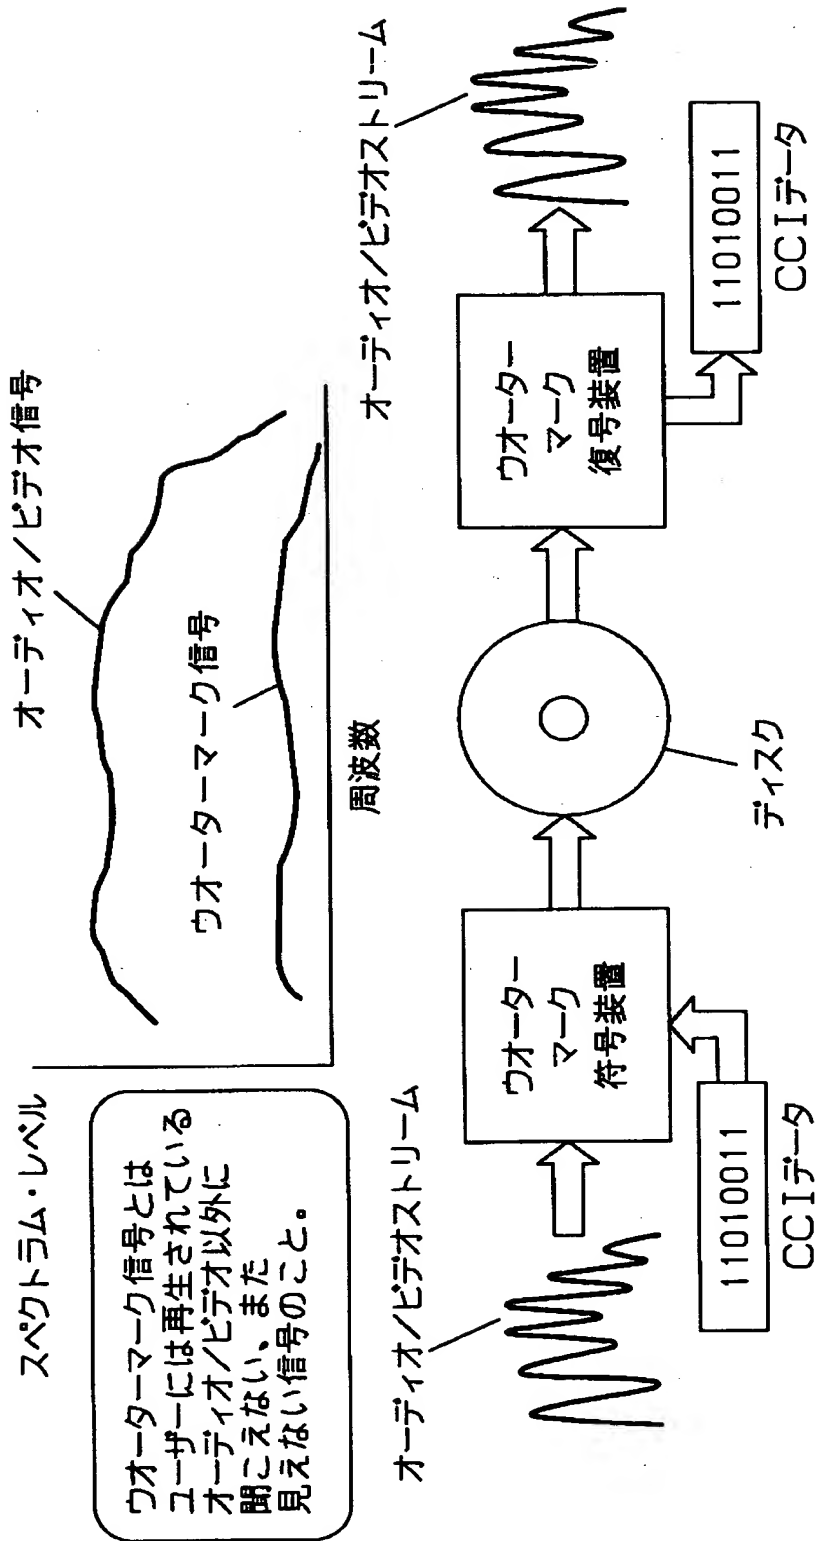 スペクトラム・レベル
オーディオ/ビデオ信号
ウオーターマーク信号
周波数
ウオーターマーク信号とは
ユーザーには再生されている
オーディオ/ビデオ以外に
聞こえない、また
見えない信号のこと。
オーディオ/ビデオストリーム
ウオーター
マーク
符号装置
11010011
CCIデータ
ディスク
ウオーター
マーク
復号装置
オーディオ/ビデオストリーム
11010011
CCIデータ